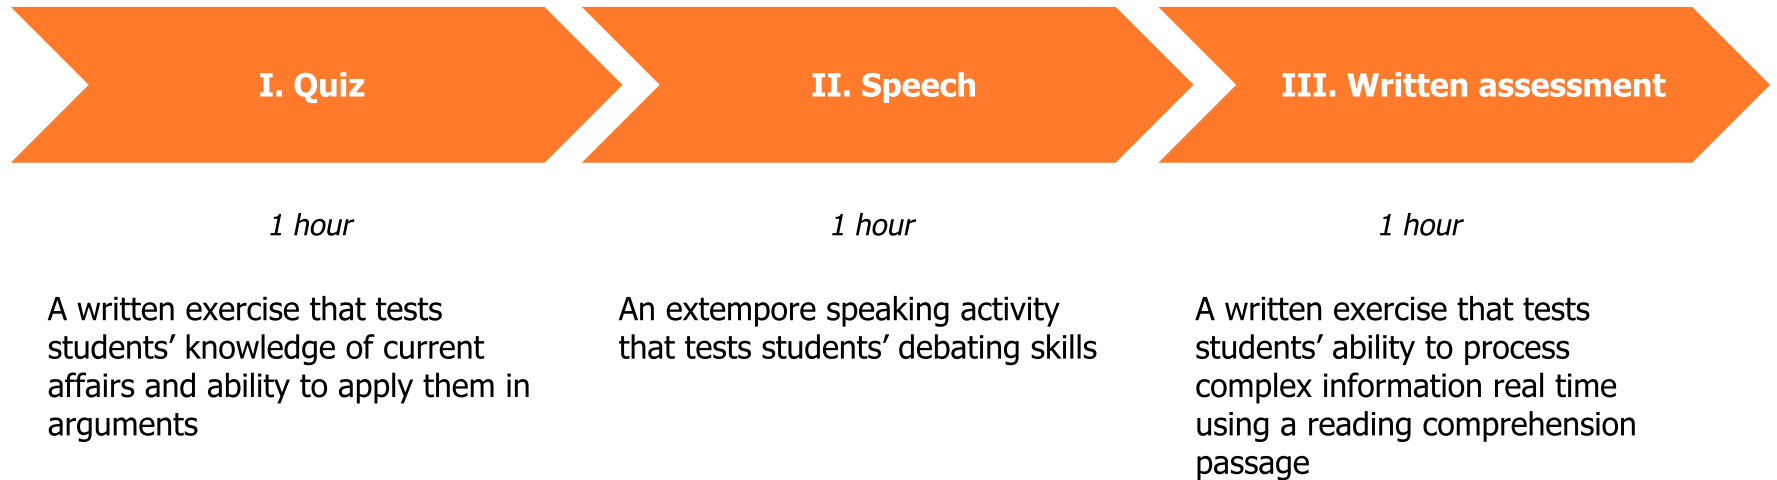 I. Quiz
II. Speech
III. Written assessment
1 hour
1 hour
1 hour
A written exercise that tests
students’ knowledge of current
affairs and ability to apply them in
arguments
An extempore speaking activity
that tests students’ debating skills
A written exercise that tests
students’ ability to process
complex information real time
using a reading comprehension
passage